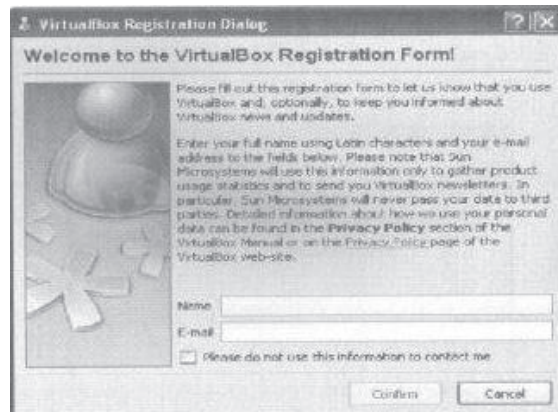 VirtualBox Registration Dialog
Welcome to the VirtualBox Registration Form!
Please fill out this registration form to let us know that you use
VirtualBox and, optionally, to keep you informed about
VirtualBox news and updates.
Enter your full name using Latin characters and your e-mail
address to the fields below. Please note that Sun
Microsystems will use this information only to gather product
usage statistics and to send you VirtualBox newsletters. In
particular, Sun Microsystems will never pass your data to third
parties. Detailed information about how we use your personal
data can be found in the Privacy Policy section of the
VirtualBox Manual or on the Privacy Policy page of the
VirtualBox web-site.
Name
E-mail
Please do not use this information to contact me
Confirm Cancel